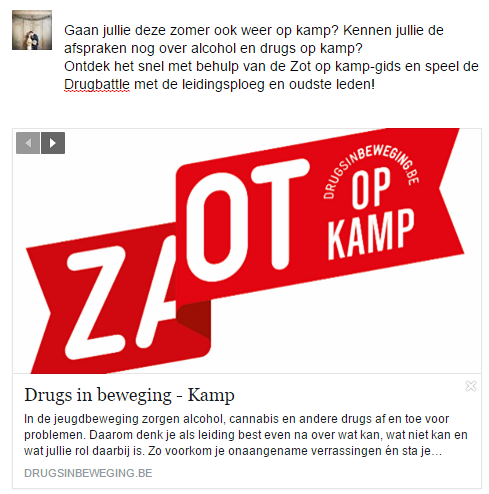 Gaan jullie deze zomer ook weer op kamp? Kennen jullie de
afspraken nog over alcohol en drugs op kamp?
Ontdek het snel met behulp van de Zot op kamp-gids en speel de
Drugbattle met de leidingsploeg en oudste leden!
DRUGSINBEWEGING.BE
ZAOT
OP
KAMP
Drugs in beweging - Kamp
In de jeugdbeweging zorgen alcohol, cannabis en andere drugs af en toe voor
problemen. Daarom denk je als leiding best even na over wat kan, wat niet kan en
wat jullie rol daarbij is. Zo voorkom je onaangename verrassingen én sta je…
DRUGSINBEWEGING.BE